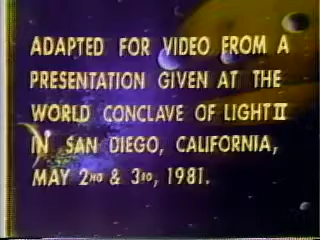 ADAPTED FOR VIDEO FROM A
PRESENTATION GIVEN AT THE
WORLD CONCLAVE OF LIGHT II
IN SAN DIEGO, CALIFORNIA,
MAY 2ND & 3RD, 1981.